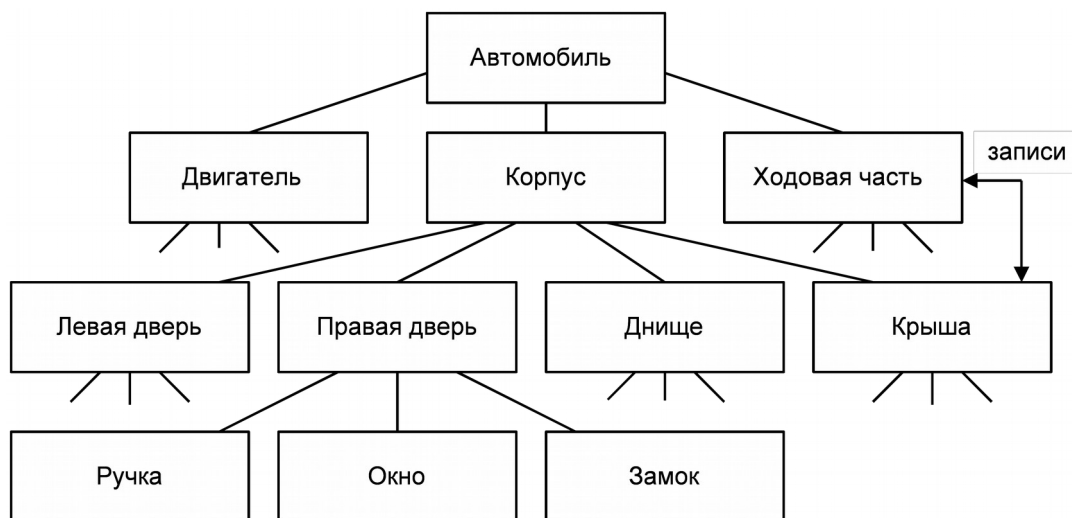 Автомобиль
Двигатель
Корпус
Ходовая часть
записи
Левая дверь
Правая дверь
Днище
Крыша
Ручка
Окно
Замок